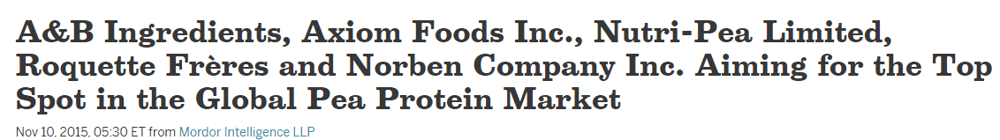 A&B Ingredients, Axiom Foods Inc., Nutri-Pea Limited,
Roquette Frères and Norben Company Inc. Aiming for the Top
Spot in the Global Pea Protein Market
Nov 10, 2015, 05:30 ET from Mordor Intelligence LLP